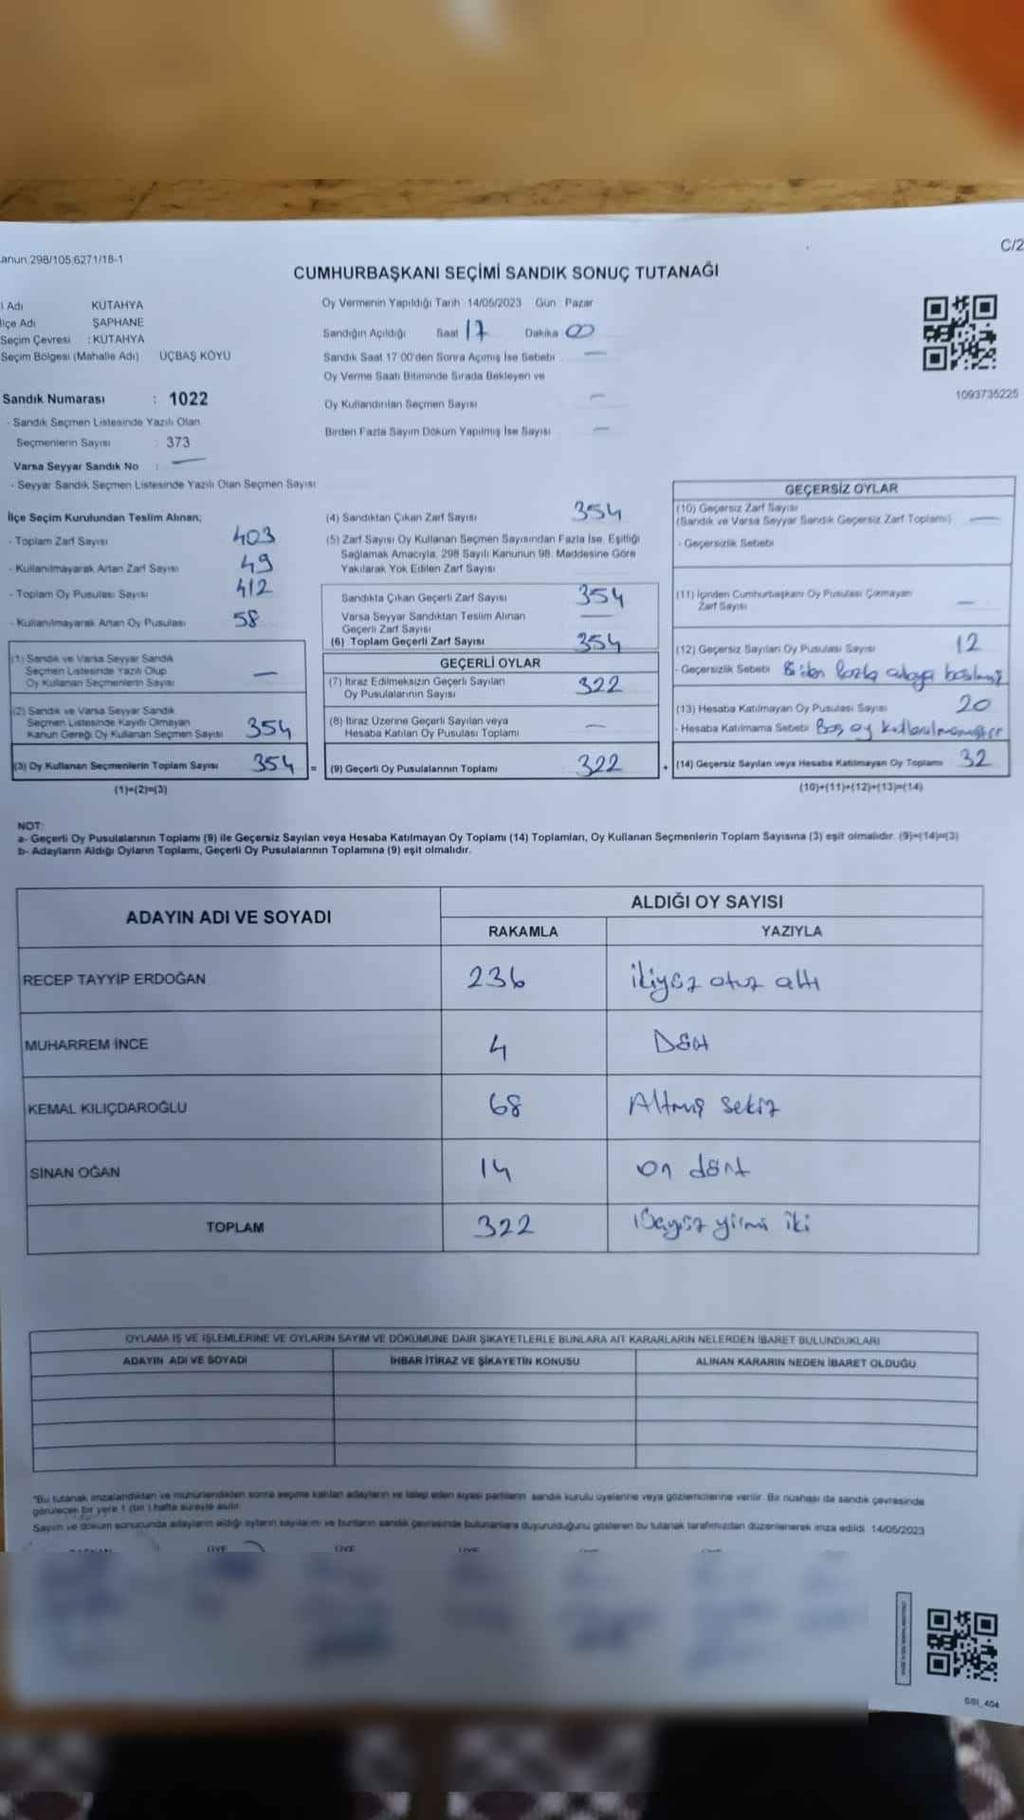 anun 298/105,6271/18-1
C/2
CUMHURBAŞKANI SEÇİMİ SANDIK SONUÇ TUTANAĞI
l Adı KÜTAHYA
lçe Adı ŞAPHANE
Seçim Çevresi : KÜTAHYA
Seçim Bölgesi (Mahalle Adı) ÜÇBAŞ KÖYÜ
Oy Vermenin Yapıldığı Tarih 14/05/2023 Gün Pazar
Sandığın Açıldığı Saat 17 Dakika 00
Sandık Saat 17:00'den Sonra Açımış İse Sebebi —
Oy Verme Saati Bitiminde Sırada Bekleyen ve
Oy Kullandırılan Seçmen Sayısı —
Birden Fazla Sayım Döküm Yapılmış İse Sayısı —
1093735225
Sandık Numarası : 1022
- Sandık Seçmen Listesinde Yazılı Olan
Seçmenlerin Sayısı : 373
Varsa Seyyar Sandık No : —
- Seyyar Sandık Seçmen Listesinde Yazılı Olan Seçmen Sayısı
İlçe Seçim Kurulundan Teslim Alınan;
- Toplam Zarf Sayısı 403
- Kullanılmayarak Artan Zarf Sayısı 49
- Toplam Oy Pusulası Sayısı 412
- Kullanılmayarak Artan Oy Pusulası 58
(1) Sandık ve Varsa Seyyar Sandık
Seçmen Listesinde Yazılı Olup
Oy Kullanan Seçmenlerin Sayısı —
(2) Sandık ve Varsa Seyyar Sandık
Seçmen Listesinde Kayıtlı Olmayan
Kanun Gereği Oy Kullanan Seçmen Sayısı 354
(3) Oy Kullanan Seçmenlerin Toplam Sayısı 354 =
(1)+(2)=(3)
(4) Sandıktan Çıkan Zarf Sayısı 354
(5) Zarf Sayısı Oy Kullanan Seçmen Sayısından Fazla İse, Eşitliği
Sağlamak Amacıyla, 298 Sayılı Kanunun 98. Maddesine Göre
Yakılarak Yok Edilen Zarf Sayısı
Sandıkta Çıkan Geçerli Zarf Sayısı 354
Varsa Seyyar Sandıktan Teslim Alınan
Geçerli Zarf Sayısı —
(6) Toplam Geçerli Zarf Sayısı 354
GEÇERLİ OYLAR
(7) İtiraz Edilmeksizin Geçerli Sayılan
Oy Pusulalarının Sayısı 322
(8) İtiraz Üzerine Geçerli Sayılan veya
Hesaba Katılan Oy Pusulası Toplamı —
(9) Geçerli Oy Pusulalarının Toplamı 322 +
GEÇERSİZ OYLAR
(10) Geçersiz Zarf Sayısı
(Sandık ve Varsa Seyyar Sandık Geçersiz Zarf Toplamı) —
- Geçersizlik Sebebi
(11) İçinden Cumhurbaşkanı Oy Pusulası Çıkmayan
Zarf Sayısı —
(12) Geçersiz Sayılan Oy Pusulası Sayısı 12
- Geçersizlik Sebebi Birden fazla adaya basılmış
(13) Hesaba Katılmayan Oy Pusulası Sayısı 20
- Hesaba Katılmama Sebebi Boş oy kullanılmamıştır
(14) Geçersiz Sayılan veya Hesaba Katılmayan Oy Toplamı 32
(10)+(11)+(12)+(13)=(14)
NOT:
a- Geçerli Oy Pusulalarının Toplamı (9) ile Geçersiz Sayılan veya Hesaba Katılmayan Oy Toplamı (14) Toplamları, Oy Kullanan Seçmenlerin Toplam Sayısına (3) eşit olmalıdır. (9)+(14)=(3)
b- Adayların Aldığı Oyların Toplamı, Geçerli Oy Pusulalarının Toplamına (9) eşit olmalıdır.
ADAYIN ADI VE SOYADI
ALDIĞI OY SAYISI
RAKAMLA YAZIYLA
RECEP TAYYİP ERDOĞAN 236 ikiyüz otuz altı
MUHARREM İNCE 4 Dört
KEMAL KILIÇDAROĞLU 68 Altmış sekiz
SİNAN OĞAN 14 on dört
TOPLAM 322 üçyüz yirmi iki
OYLAMA İŞ VE İŞLEMLERİNE VE OYLARIN SAYIM VE DÖKÜMÜNE DAİR ŞİKAYETLERLE BUNLARA AİT KARARLARIN NELERDEN İBARET BULUNDUKLARI
ADAYIN ADI VE SOYADI İHBAR İTİRAZ VE ŞİKAYETİN KONUSU ALINAN KARARIN NEDEN İBARET OLDUĞU
"Bu tutanak imzalandıktan ve mühürlendikten sonra seçime katılan adayların ve talep eden siyasi partilerin sandık kurulu üyelerine veya gözlemcilerine verilir. Bir nüshası da sandık çevresinde
görülecek bir yere 1 (bir) hafta süreyle asılır.
Sayım ve döküm sonucunda adayların aldığı oyların sayılarını ve bunların sandık çevresinde bulunanlara duyurulduğunu gösteren bu tutanak tarafımızdan düzenlenerek imza edildi. 14/05/2023
SSI_404